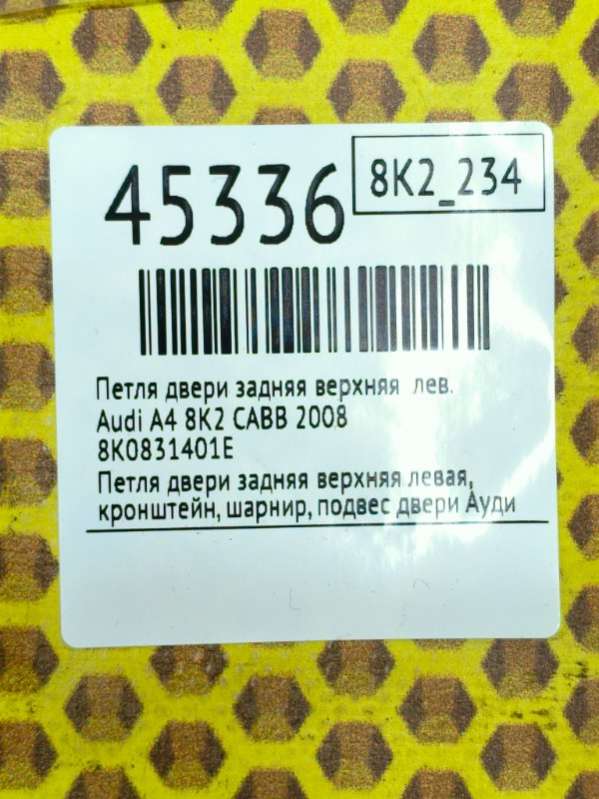 45336
8K2_234
Петля двери задняя верхняя лев.
Audi A4 8K2 CABB 2008
8K0831401E
Петля двери задняя верхняя левая,
кронштейн, шарнир, подвес двери Ауди